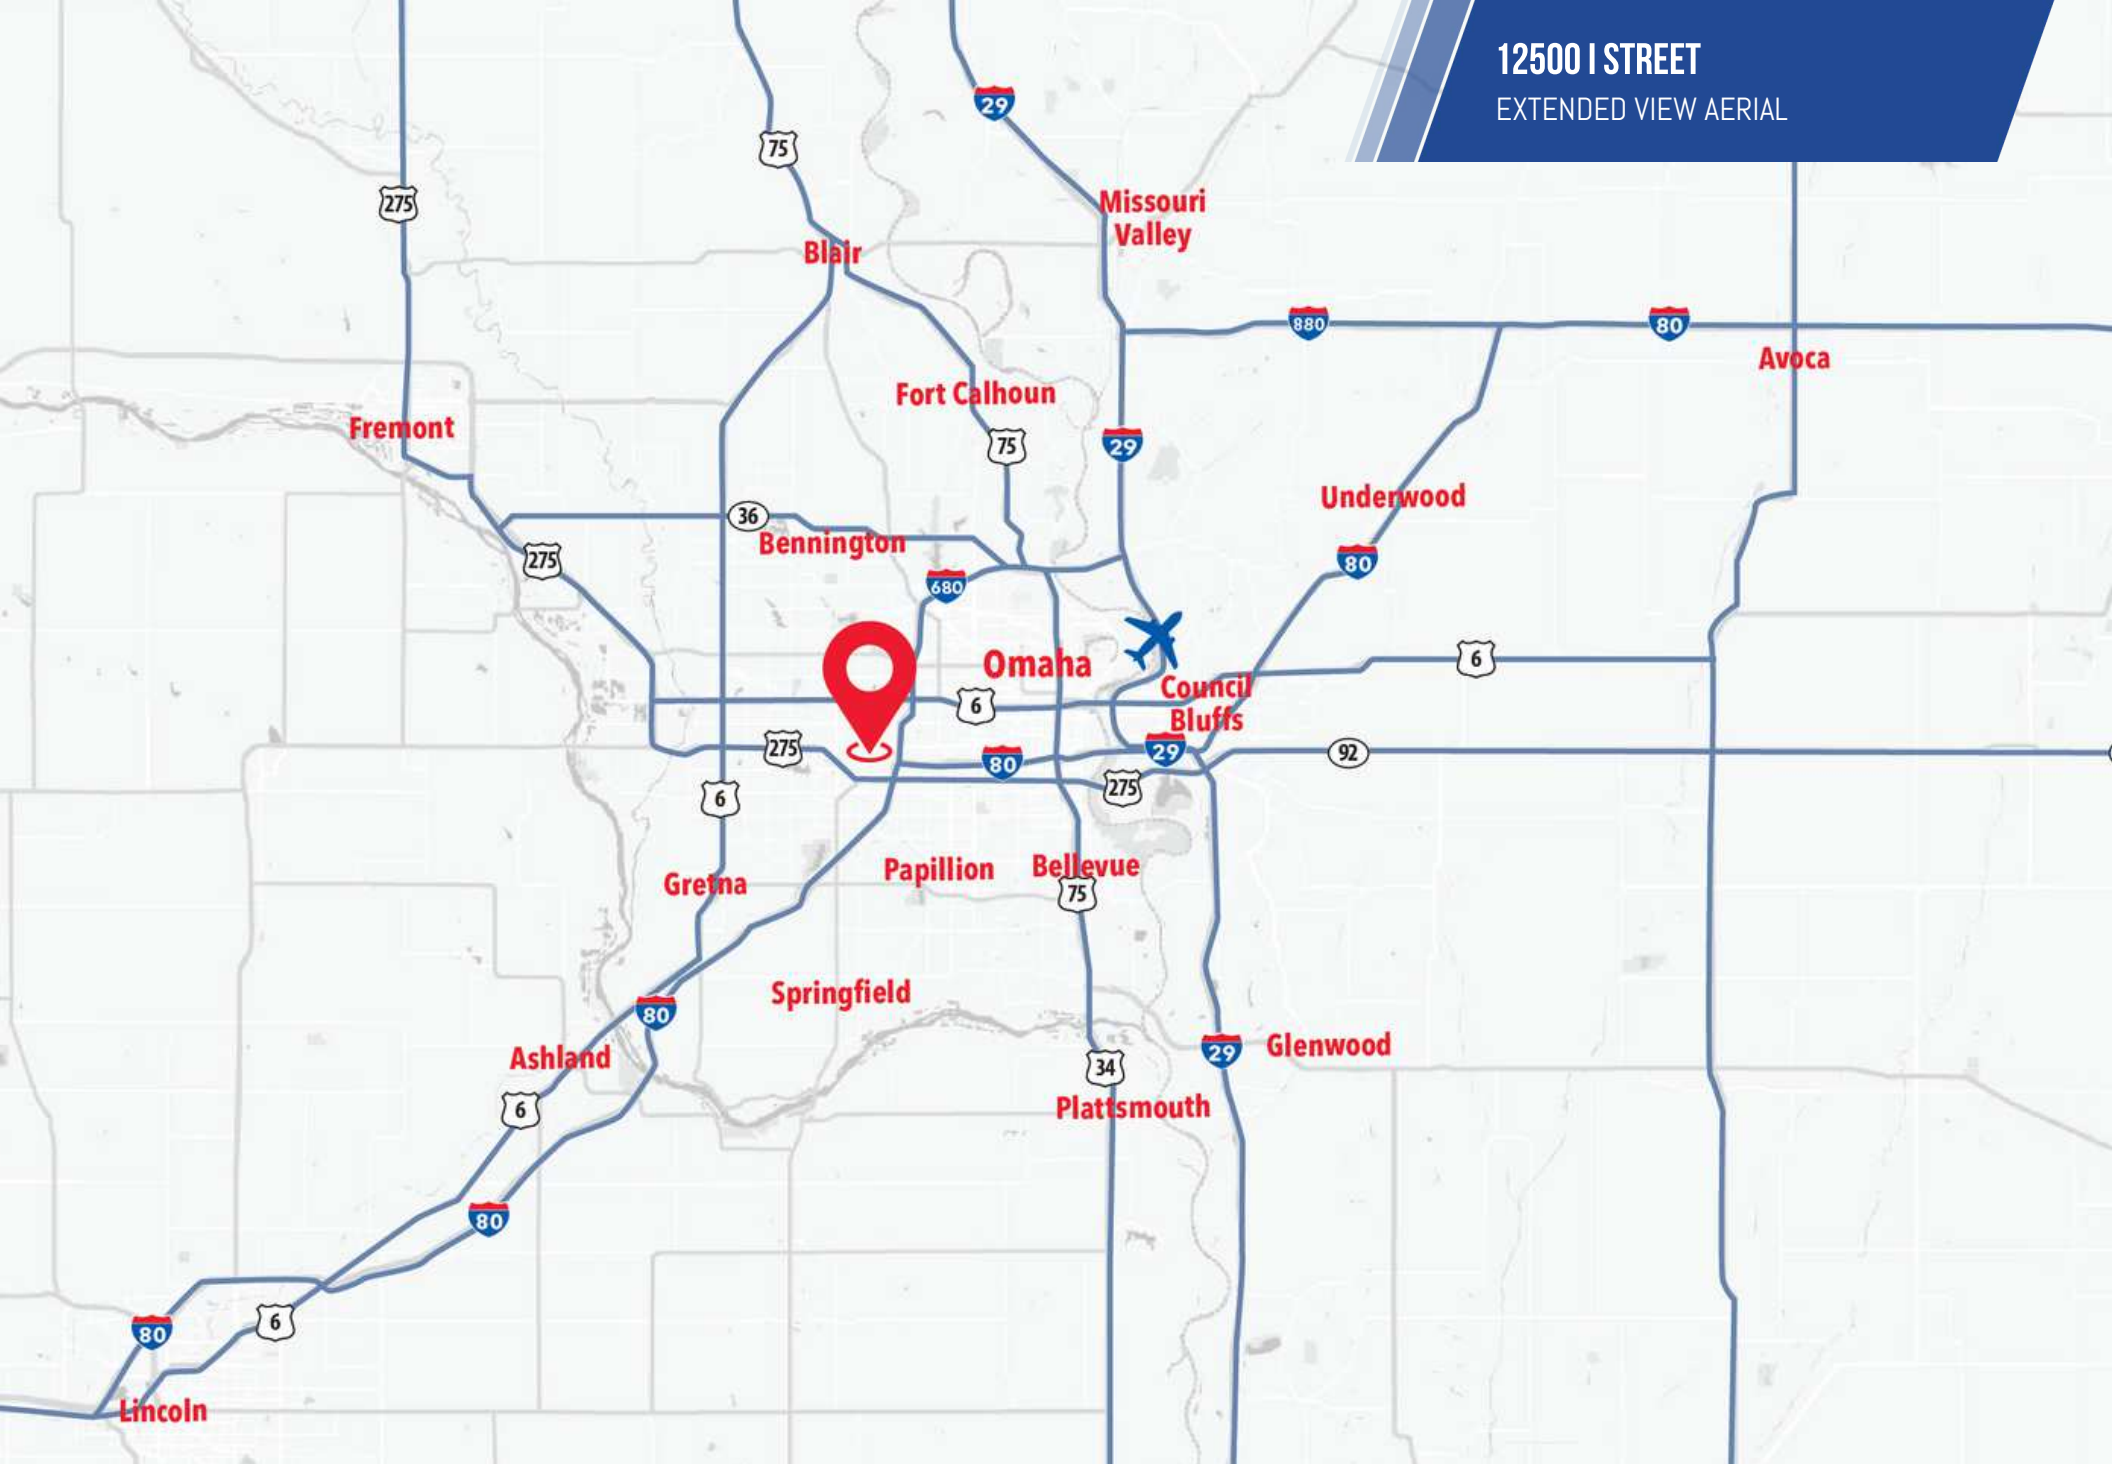 12500 I STREET
EXTENDED VIEW AERIAL
29
75
275
Missouri
Valley
Blair
880
80
Avoca
Fort Calhoun
Fremont
75
29
Underwood
36
Bennington
275
80
680
Omaha
6
Council
Bluffs
6
275
80
29
92
275
6
Gretna
Papillion
Bellevue
75
Springfield
80
Ashland
34
29
Glenwood
6
Plattsmouth
80
80
6
Lincoln